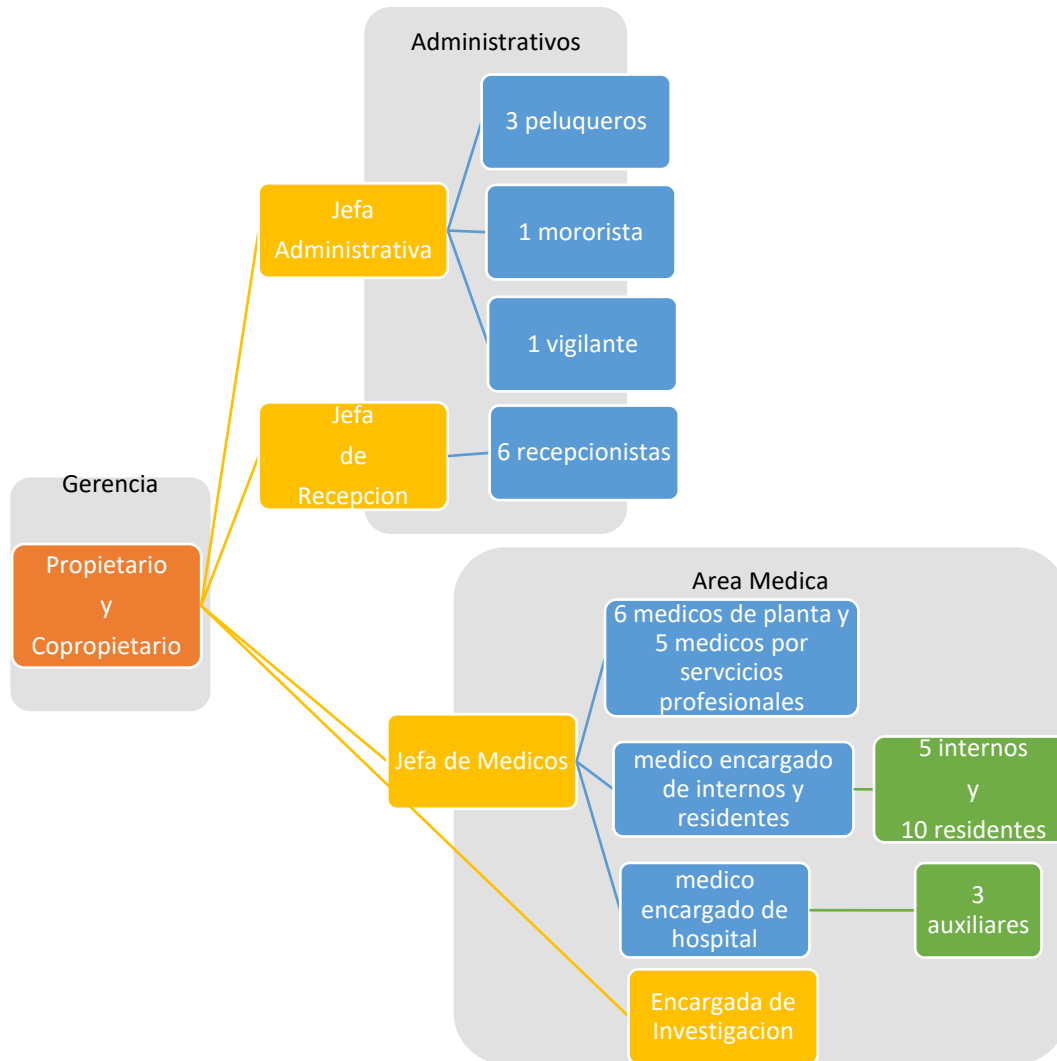 Administrativos
3 peluqueros
Jefa
Administrativa
1 mororista
1 vigilante
Jefa
de
Recepcion
6 recepcionistas
Gerencia
Propietario
y
Copropietario
Area Medica
6 medicos de planta y
5 medicos por
servcicios
profesionales
Jefa de Medicos
medico encargado
de internos y
residentes
5 internos
y
10 residentes
medico
encargado de
hospital
3
auxiliares
Encargada de
Investigacion